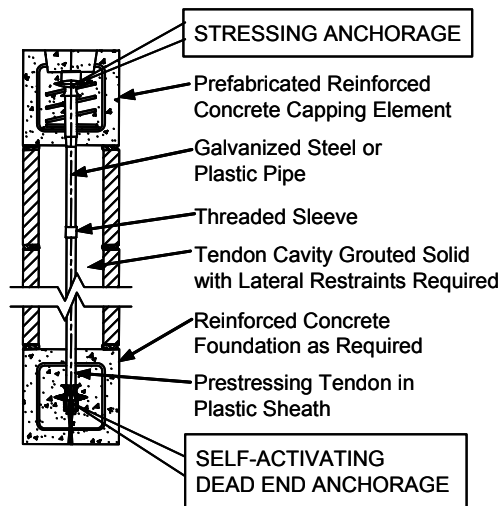 STRESSING ANCHORAGE
Prefabricated Reinforced
Concrete Capping Element
Galvanized Steel or
Plastic Pipe
Threaded Sleeve
Tendon Cavity Grouted Solid
with Lateral Restraints Required
Reinforced Concrete
Foundation as Required
Prestressing Tendon in
Plastic Sheath
SELF-ACTIVATING
DEAD END ANCHORAGE